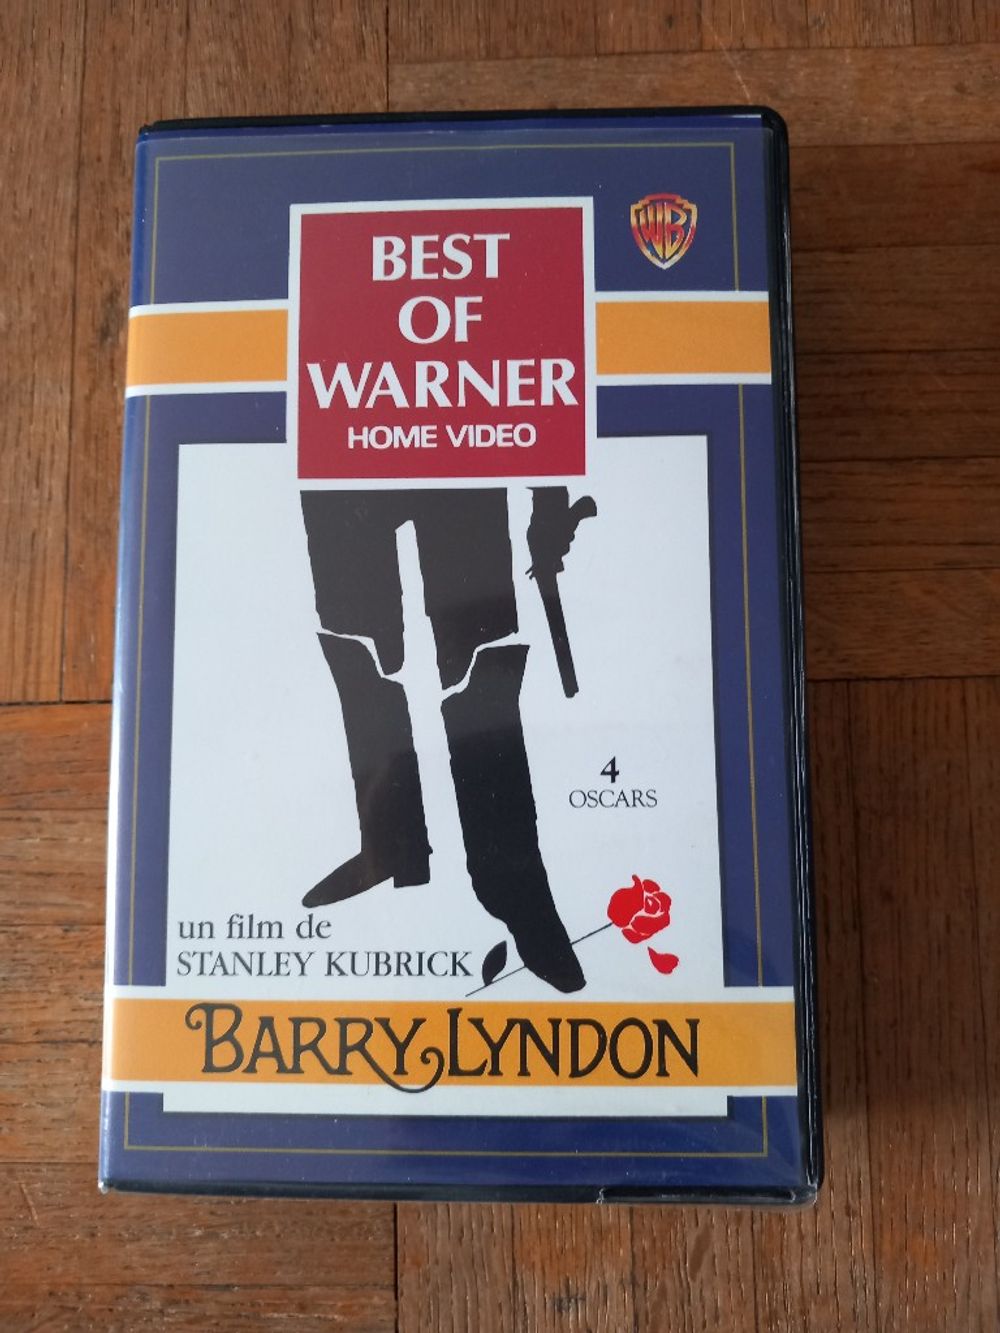 WB
BEST
OF
WARNER
HOME VIDEO
4
OSCARS
un film de
STANLEY KUBRICK
BARRY LYNDON